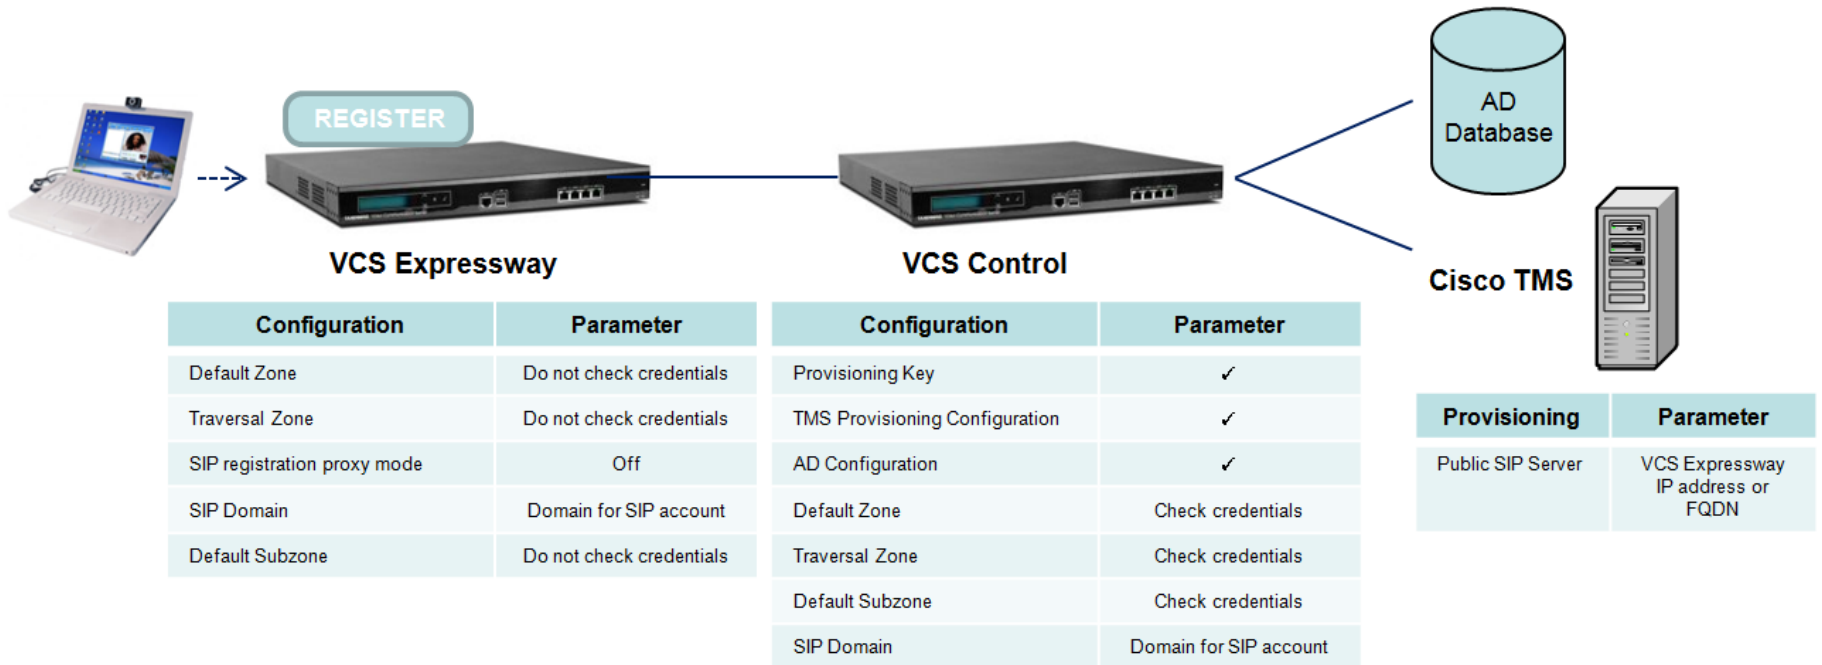 REGISTER
AD
Database
VCS Expressway
VCS Control
Cisco TMS
Configuration Parameter
Default Zone Do not check credentials
Traversal Zone Do not check credentials
SIP registration proxy mode Off
SIP Domain Domain for SIP account
Default Subzone Do not check credentials
Configuration Parameter
Provisioning Key ✓
TMS Provisioning Configuration ✓
AD Configuration ✓
Default Zone Check credentials
Traversal Zone Check credentials
Default Subzone Check credentials
SIP Domain Domain for SIP account
Provisioning Parameter
Public SIP Server VCS Expressway
IP address or
FQDN